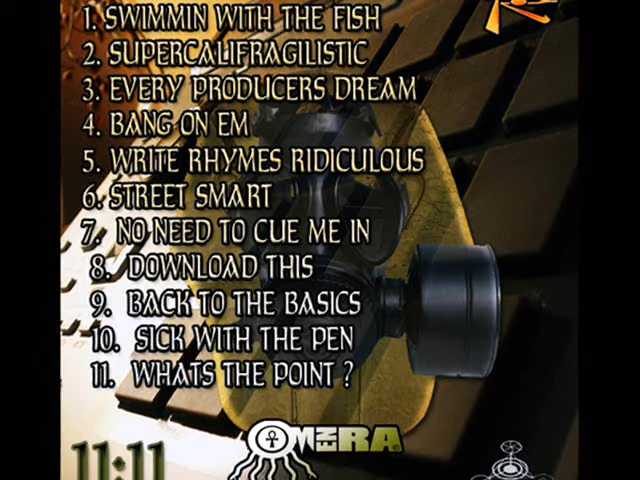 1. SWIMMIN WITH THE FISH
2. SUPERCALIFRAGILISTIC
3. EVERY PRODUCERS DREAM
4. BANG ON EM
5. WRITE RHYMES RIDICULOUS
6. STREET SMART
7. NO NEED TO CUE ME IN
8. DOWNLOAD THIS
9. BACK TO THE BASICS
10. SICK WITH THE PEN
11. WHATS THE POINT ?
11:11